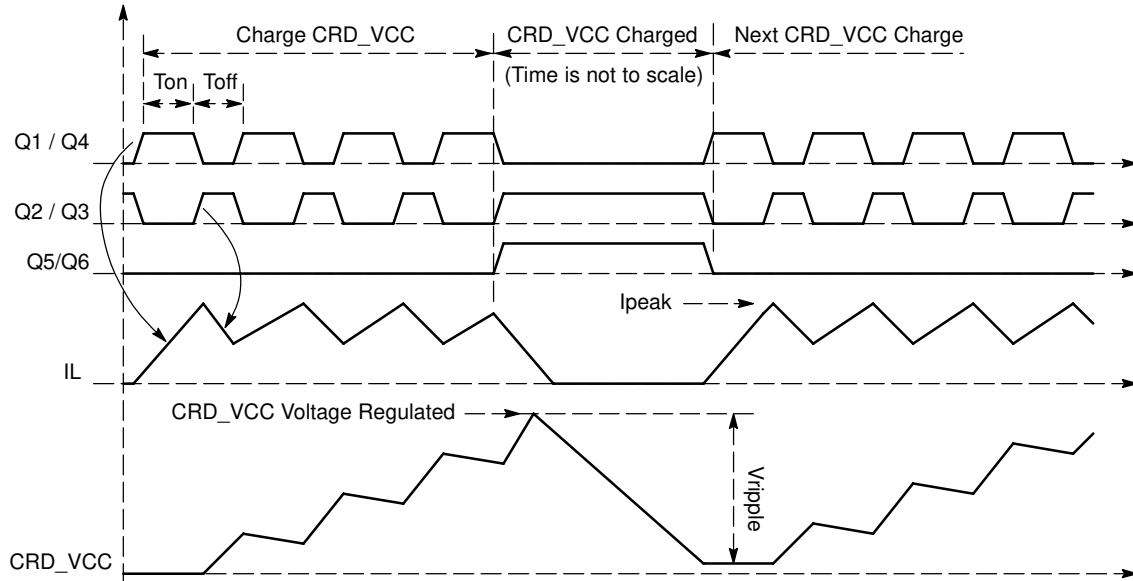 Charge CRD_VCC
CRD_VCC Charged
Next CRD_VCC Charge
(Time is not to scale)
Ton
Toff
Q1 / Q4
Q2 / Q3
Q5/Q6
Ipeak
IL
CRD_VCC Voltage Regulated
Vripple
CRD_VCC